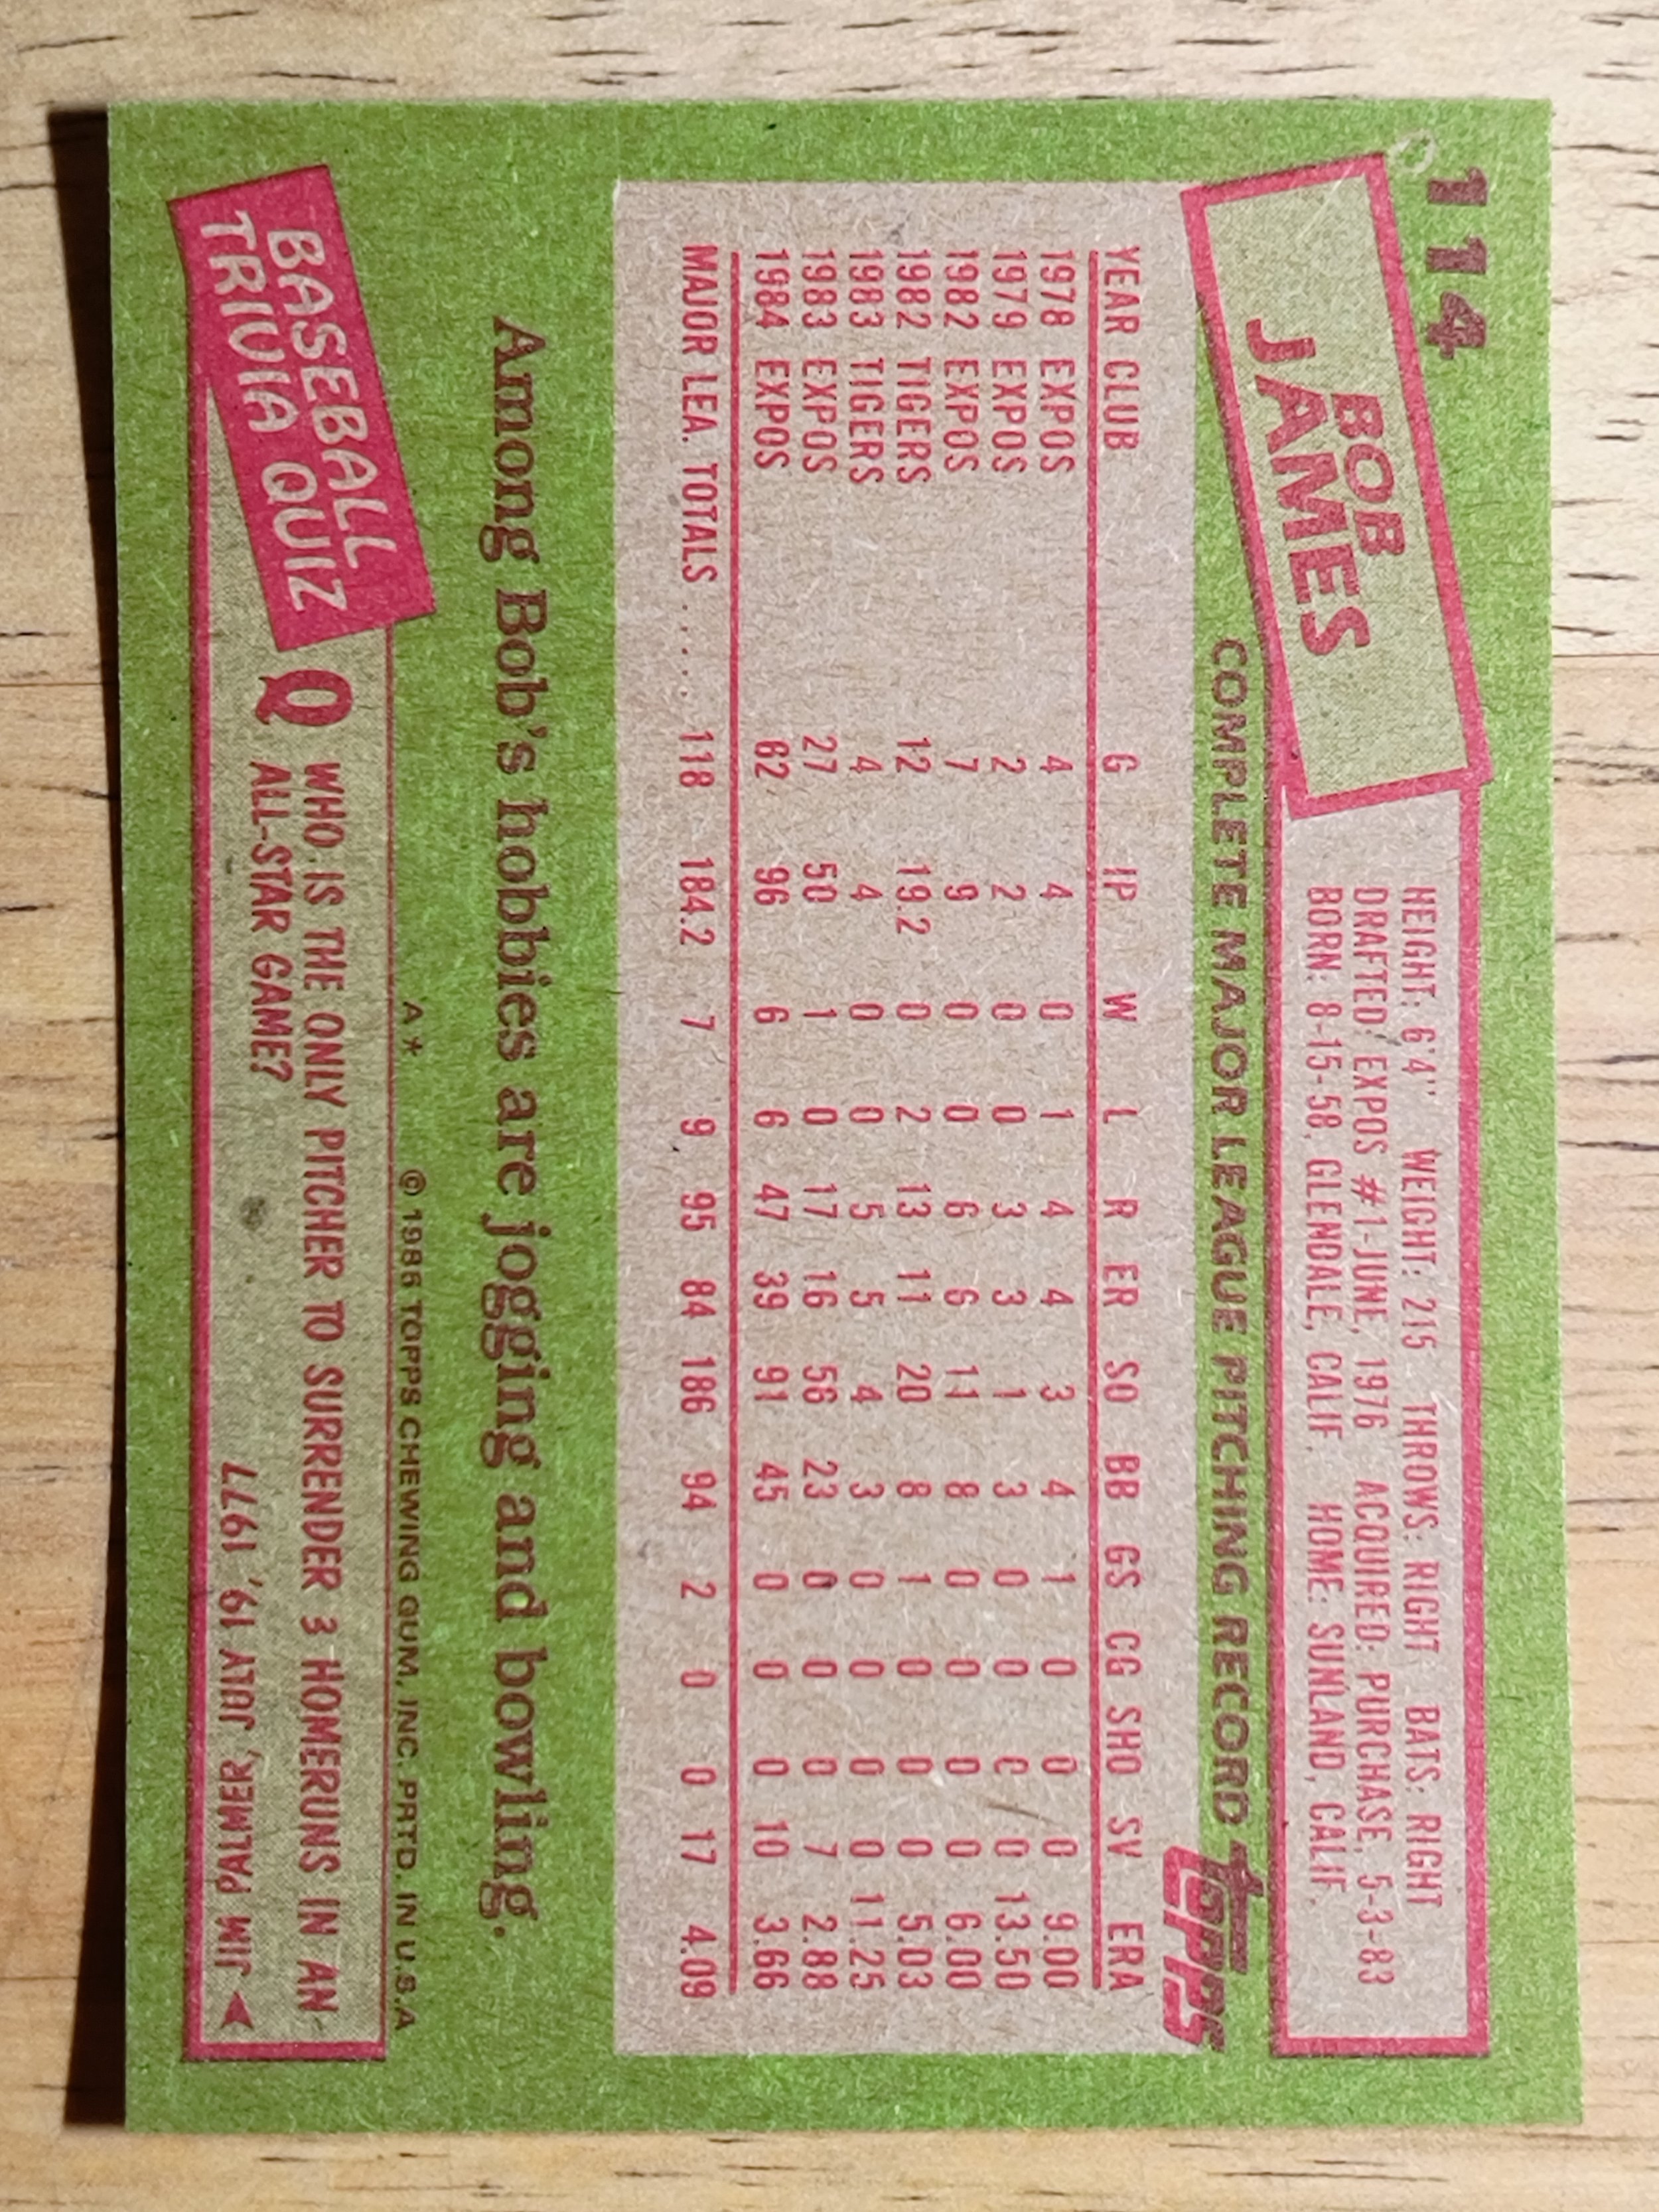 114
BOB
JAMES
HEIGHT: 6'4'' WEIGHT: 215 THROWS: RIGHT BATS: RIGHT
DRAFTED: EXPOS #1-JUNE, 1976 ACQUIRED: PURCHASE, 5-3-83
BORN: 8-15-58, GLENDALE, CALIF. HOME: SUNLAND, CALIF.
COMPLETE MAJOR LEAGUE PITCHING RECORD
TOPPS
YEAR CLUB G IP W L R ER SO BB GS CG SHO SV ERA
1978 EXPOS 4 4 0 1 4 4 3 4 1 0 0 0 9.00
1979 EXPOS 2 2 0 0 3 3 1 3 0 0 0 0 13.50
1982 EXPOS 7 9 0 0 6 6 11 8 0 0 0 0 6.00
1982 TIGERS 12 19.2 0 2 13 11 20 8 1 0 0 0 5.03
1983 TIGERS 4 4 0 0 5 5 4 3 0 0 0 0 11.25
1983 EXPOS 27 50 1 0 17 16 56 23 0 0 0 7 2.88
1984 EXPOS 62 96 6 6 47 39 91 45 0 0 0 10 3.66
MAJOR LEA. TOTALS ..... 118 184.2 7 9 95 84 186 94 2 0 0 17 4.09
Among Bob's hobbies are jogging and bowling.
A* © 1985 TOPPS CHEWING GUM, INC. PRTD. IN U.S.A
BASEBALL
TRIVIA QUIZ
Q WHO IS THE ONLY PITCHER TO SURRENDER 3 HOMERUNS IN AN
ALL-STAR GAME?
JIM PALMER, JULY 19, 1977